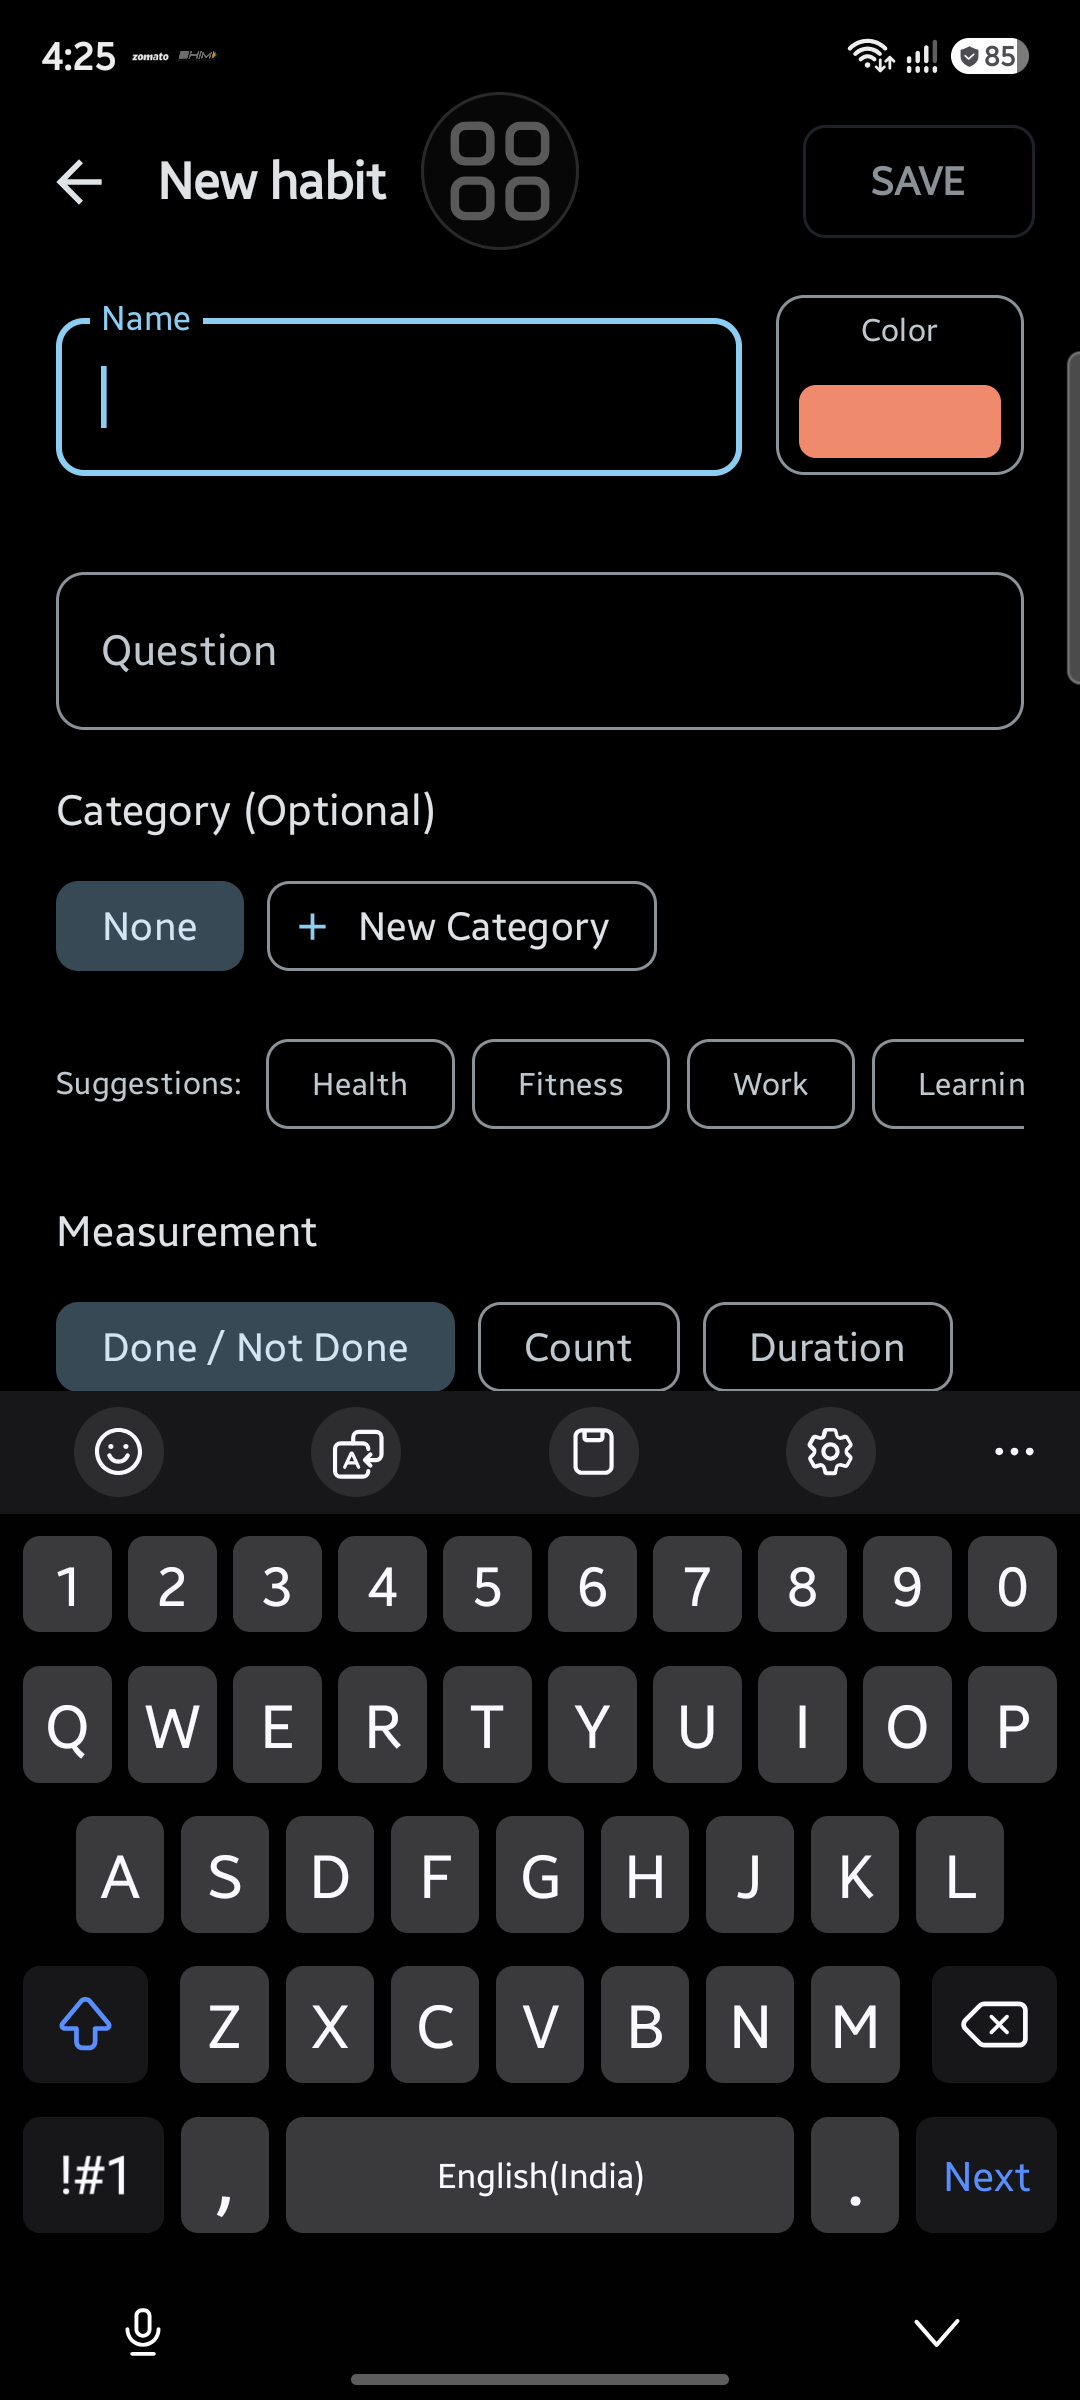 4:25 zomato BHIM 85
New habit
SAVE
Name
Color
Question
Category (Optional)
None
+ New Category
Suggestions: Health Fitness Work Learnin
Measurement
Done / Not Done Count Duration
1 2 3 4 5 6 7 8 9 0
Q W E R T Y U I O P
A S D F G H J K L
Z X C V B N M
!#1 , English(India) . Next